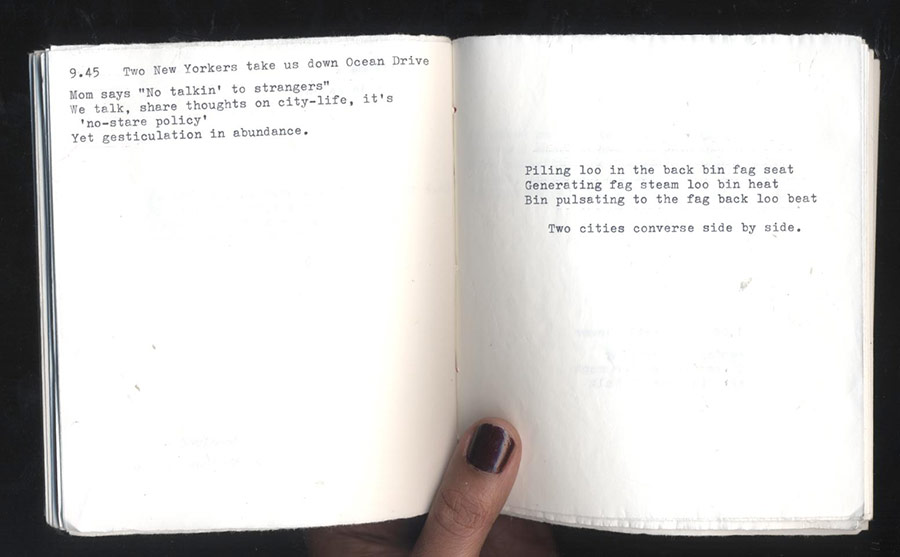 9.45 Two New Yorkers take us down Ocean Drive
Mom says "No talkin' to strangers"
We talk, share thoughts on city-life, it's
'no-stare policy'
Yet gesticulation in abundance.
Piling loo in the back bin fag seat
Generating fag steam loo bin heat
Bin pulsating to the fag back loo beat
Two cities converse side by side.